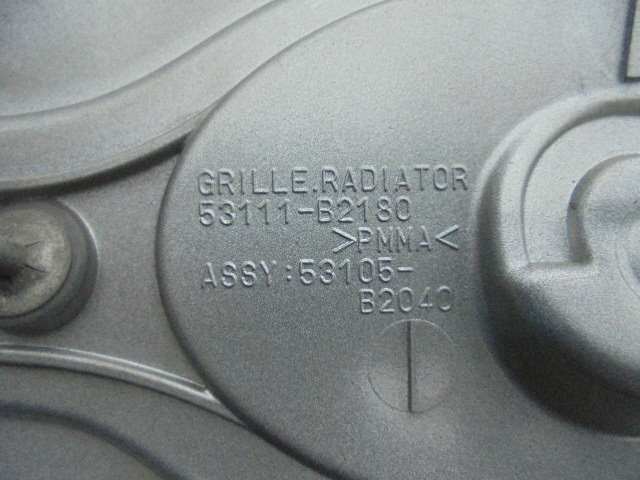 GRILLE,RADIATOR
53111-B2180
>PMMA<
ASSY:53105-
B2040